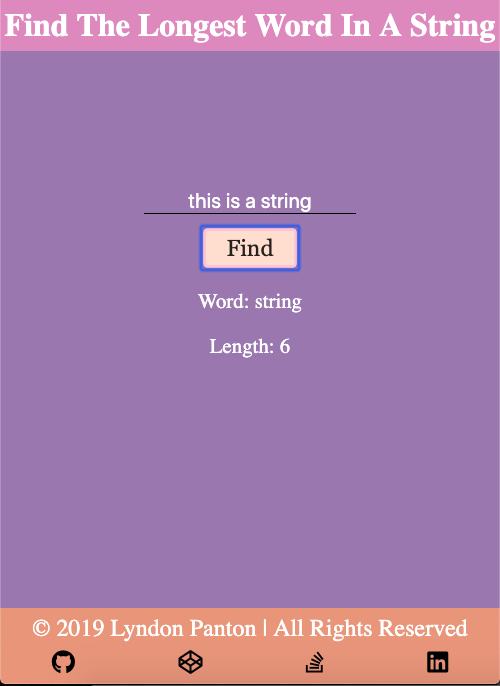 Find The Longest Word In A String
this is a string
Find
Word: string
Length: 6
© 2019 Lyndon Panton | All Rights Reserved